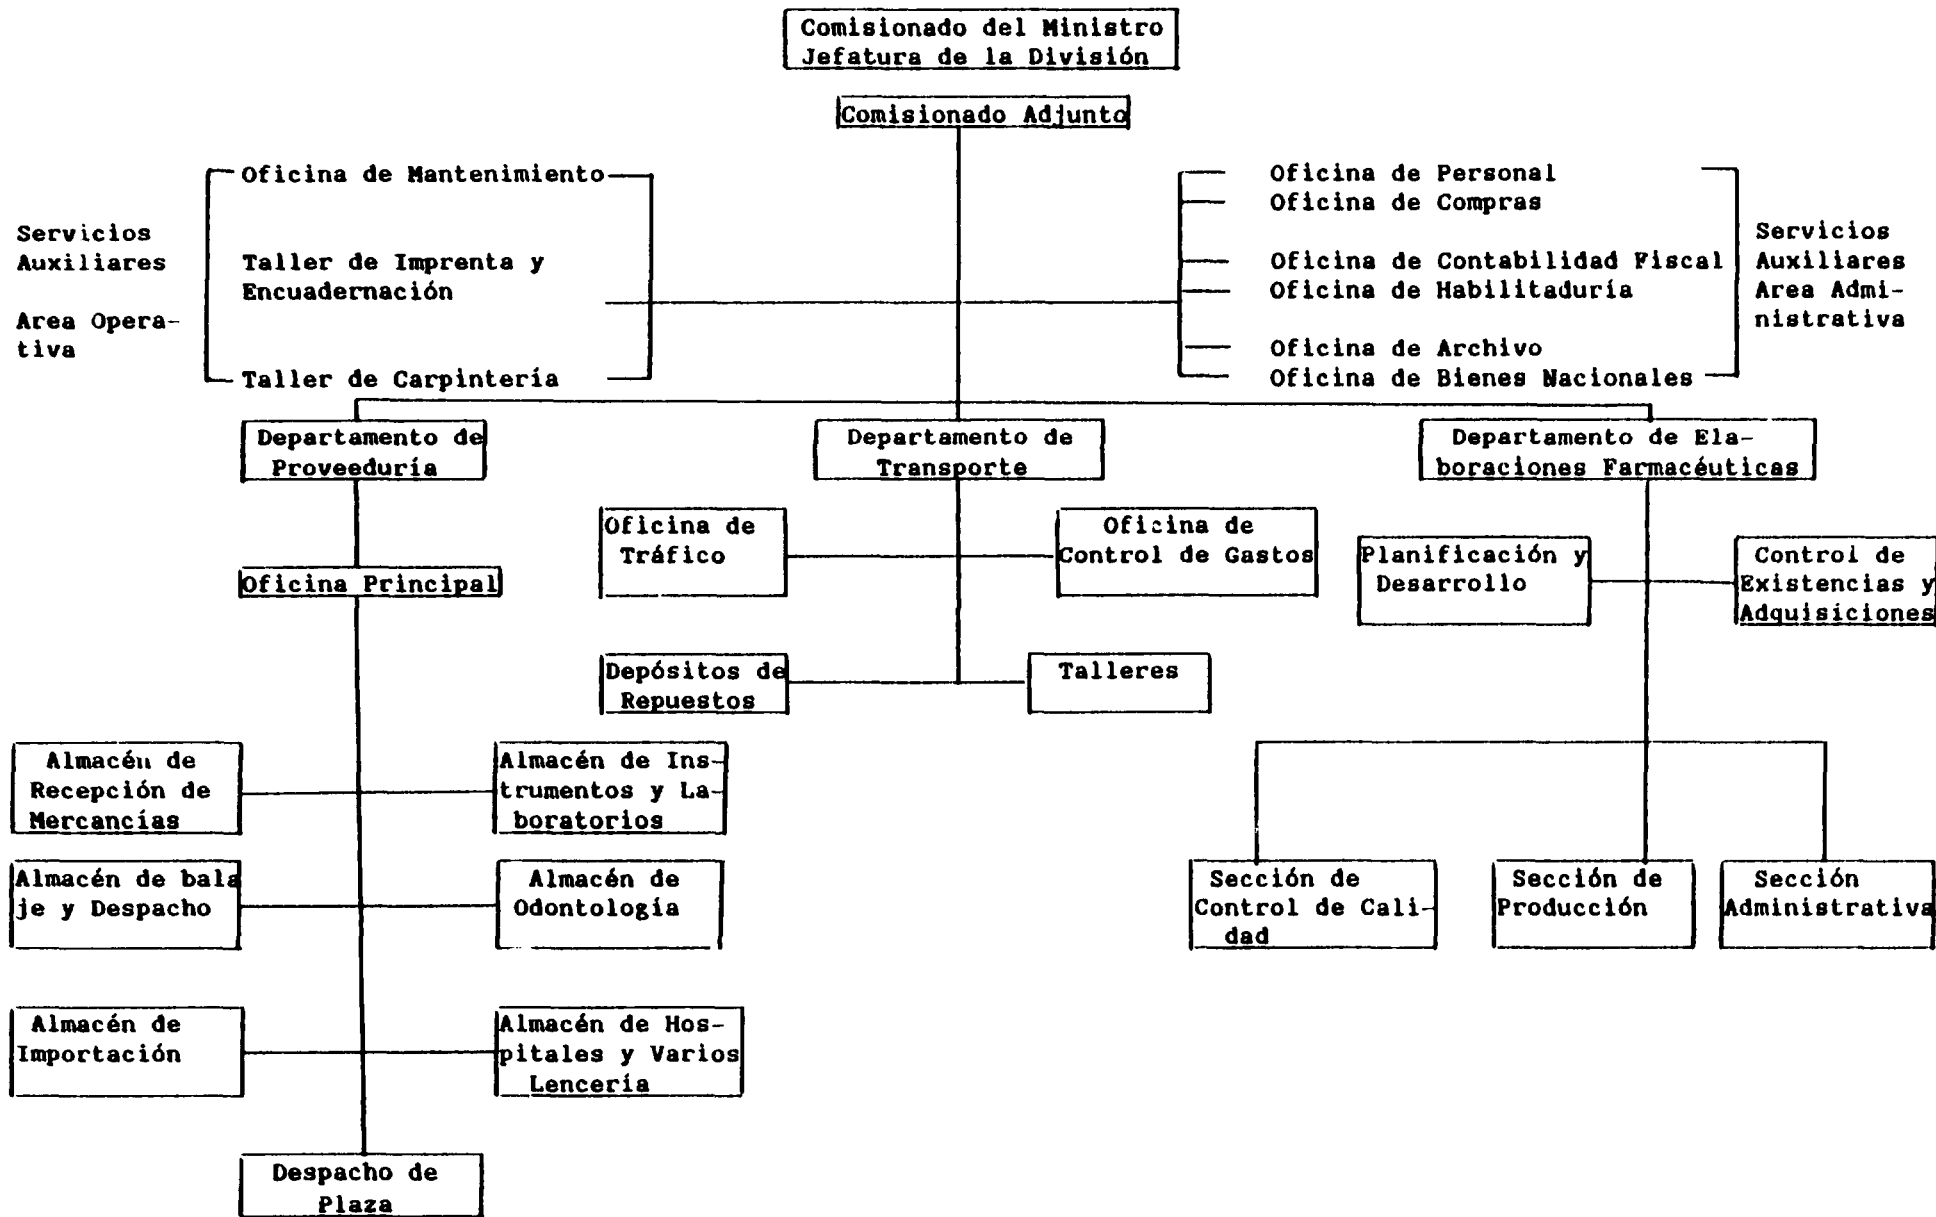 Comisionado del Ministro
Jefatura de la División
Comisionado Adjunto
Servicios
Auxiliares
Area Opera-
tiva
Oficina de Mantenimiento
Taller de Imprenta y
Encuadernación
Taller de Carpintería
Oficina de Personal
Oficina de Compras
Oficina de Contabilidad Fiscal
Oficina de Habilitaduría
Oficina de Archivo
Oficina de Bienes Nacionales
Servicios
Auxiliares
Area Admi-
nistrativa
Departamento de
Proveeduría
Departamento de
Transporte
Departamento de Ela-
boraciones Farmacéuticas
Oficina Principal
Oficina de
Tráfico
Oficina de
Control de Gastos
Planificación y
Desarrollo
Control de
Existencias y
Adquisiciones
Depósitos de
Repuestos
Talleres
Almacén de
Recepción de
Mercancías
Almacén de Ins-
trumentos y La-
boratorios
Almacén de bala
je y Despacho
Almacén de
Odontología
Sección de
Control de Cali-
dad
Sección de
Producción
Sección
Administrativa
Almacén de
Importación
Almacén de Hos-
pitales y Varios
Lencería
Despacho de
Plaza